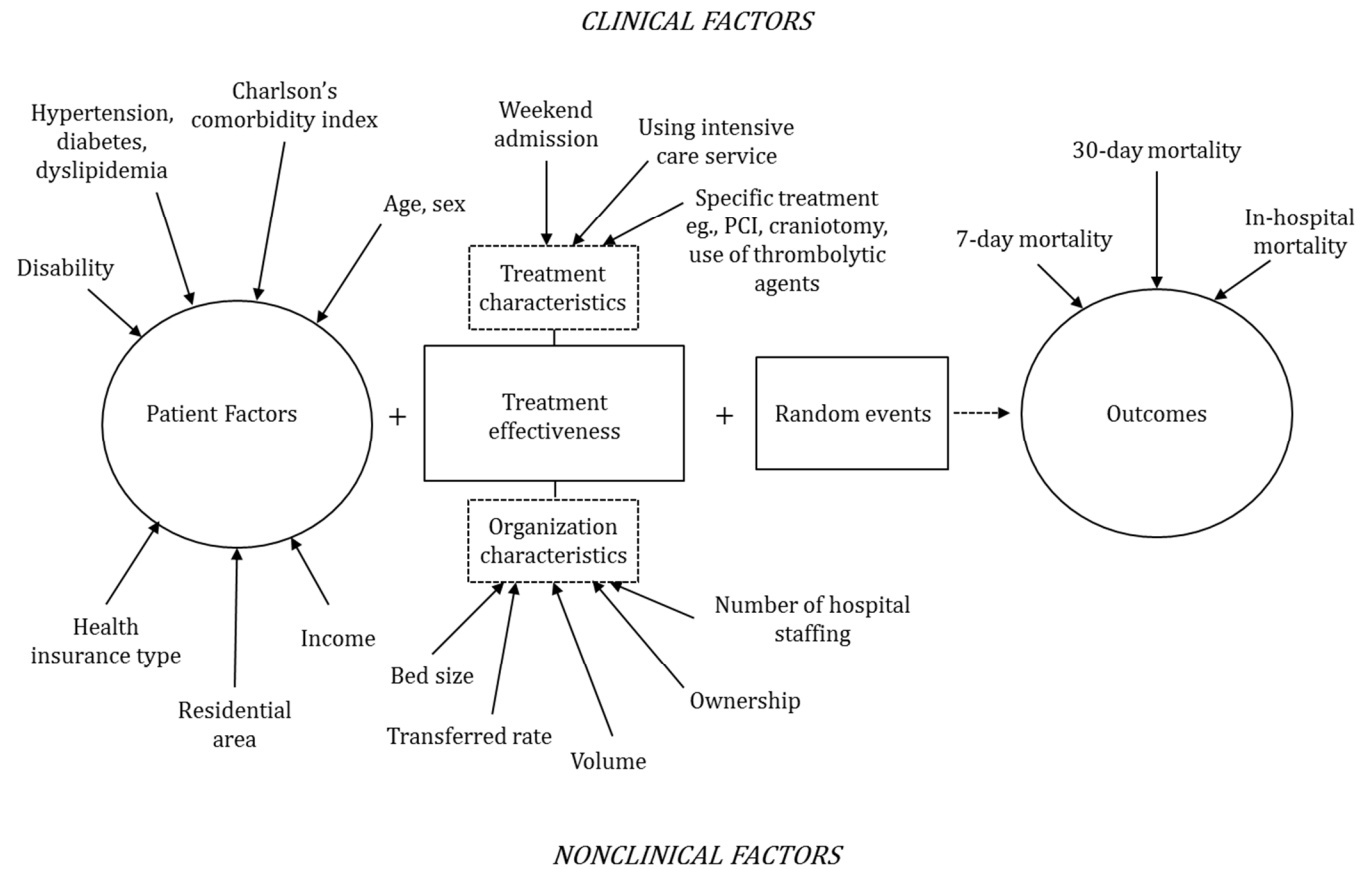 CLINICAL FACTORS
Hypertension,
diabetes,
dyslipidemia
Charlson’s
comorbidity index
Age, sex
Disability
Patient Factors
Health
insurance type
Residential
area
Income
+
Weekend
admission
Using intensive
care service
Specific treatment
eg., PCI, craniotomy,
use of thrombolytic
agents
Treatment
characteristics
Treatment
effectiveness
Organization
characteristics
Bed size
Transferred rate
Volume
Ownership
Number of hospital
staffing
+
Random events
7-day mortality
30-day mortality
In-hospital
mortality
Outcomes
NONCLINICAL FACTORS